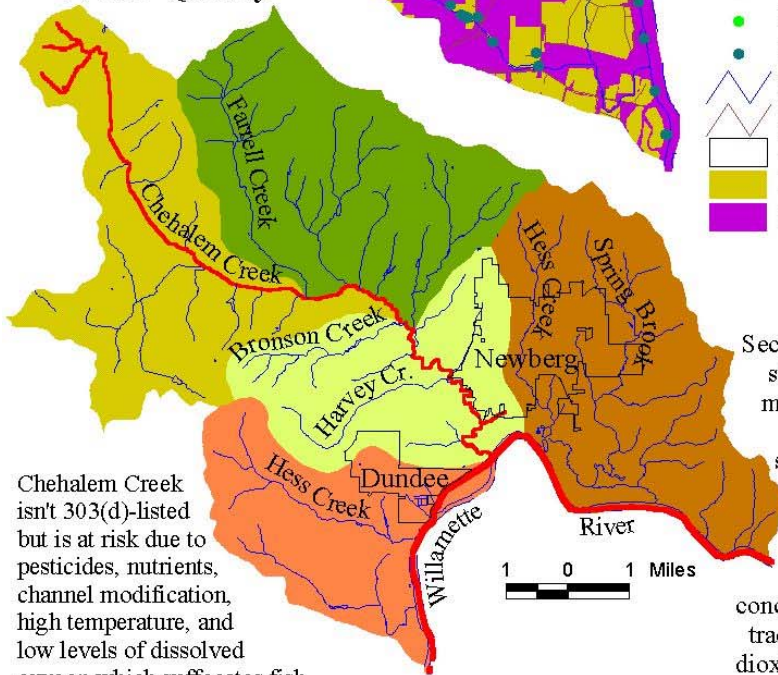 Farrell Creek
Chehalem Creek
Hess Creek
Spring Brook
Bronson Creek
Newberg
Harvey Cr.
Hess Creek
Dundee
Willamette
River
1 0 1 Miles
Chehalem Creek
isn't 303(d)-listed
but is at risk due to
pesticides, nutrients,
channel modification,
high temperature, and
low levels of dissolved
Sec
s
m
s
conc
trac
diox